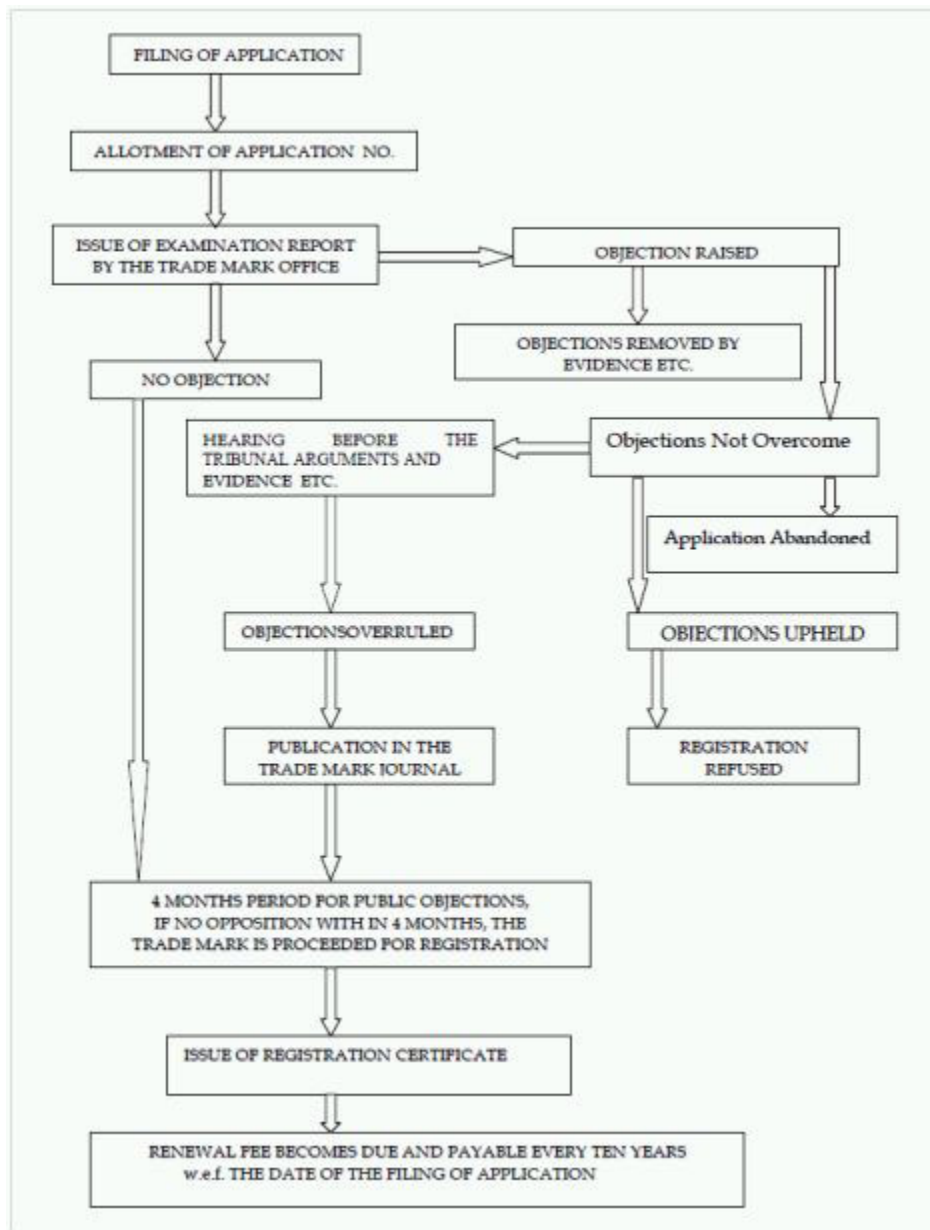 FILING OF APPLICATION
ALLOTMENT OF APPLICATION NO.
ISSUE OF EXAMINATION REPORT
BY THE TRADE MARK OFFICE
OBJECTION RAISED
OBJECTIONS REMOVED BY
EVIDENCE ETC.
NO OBJECTION
HEARING BEFORE THE
TRIBUNAL ARGUMENTS AND
EVIDENCE ETC.
Objections Not Overcome
Application Abandoned
OBJECTIONSOVERRULED
OBJECTIONS UPHELD
PUBLICATION IN THE
TRADE MARK JOURNAL
REGISTRATION
REFUSED
4 MONTHS PERIOD FOR PUBLIC OBJECTIONS,
IF NO OPPOSITION WITH IN 4 MONTHS, THE
TRADE MARK IS PROCEEDED FOR REGISTRATION
ISSUE OF REGISTRATION CERTIFICATE
RENEWAL FEE BECOMES DUE AND PAYABLE EVERY TEN YEARS
w.e.f. THE DATE OF THE FILING OF APPLICATION